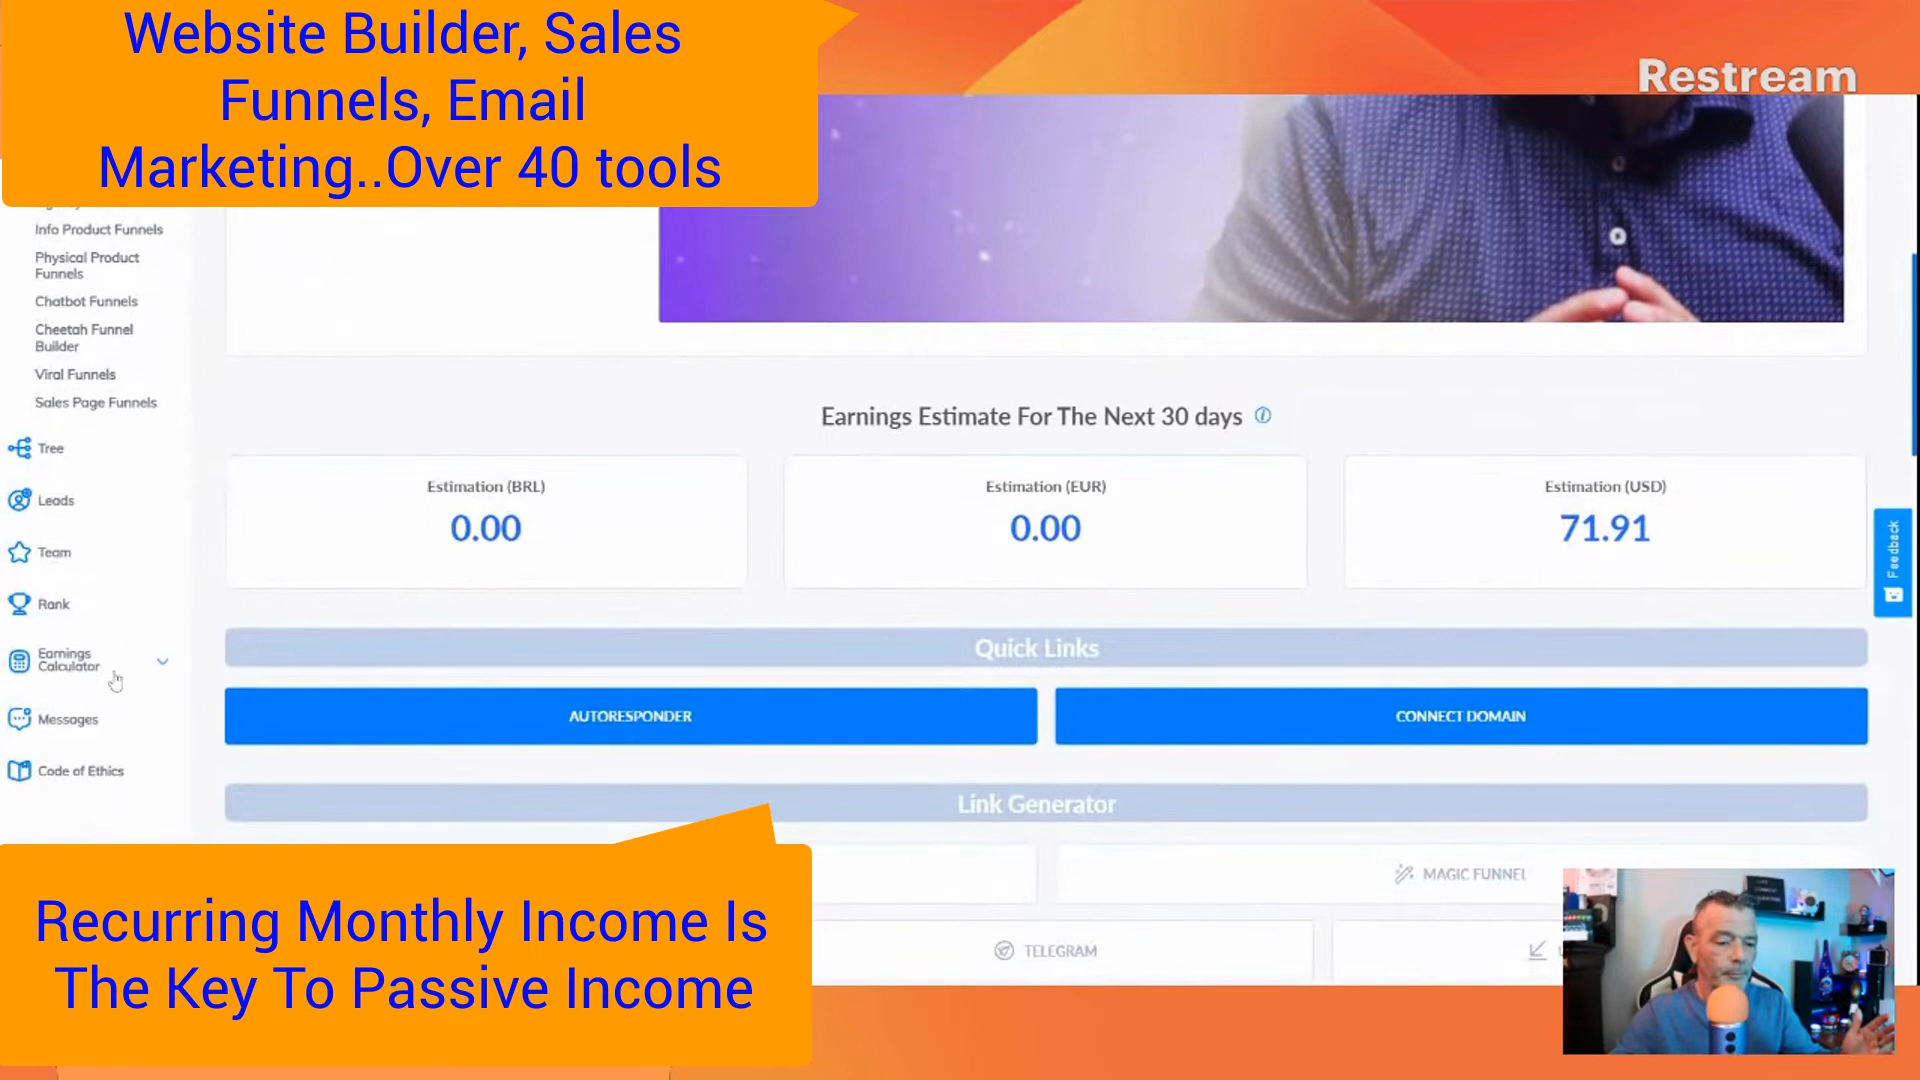 Website Builder, Sales
Funnels, Email
Marketing..Over 40 tools
Restream
Info Product Funnels
Physical Product
Funnels
Chatbot Funnels
Cheetah Funnel
Builder
Viral Funnels
Sales Page Funnels
Tree
Leads
Team
Rank
Earnings
Calculator
Messages
Code of Ethics
Earnings Estimate For The Next 30 days
Estimation (BRL)
0.00
Estimation (EUR)
0.00
Estimation (USD)
71.91
Feedback
Quick Links
AUTORESPONDER
CONNECT DOMAIN
Link Generator
MAGIC FUNNEL
TELEGRAM
Recurring Monthly Income Is
The Key To Passive Income